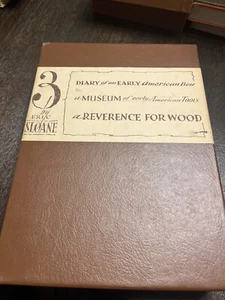 3
by
ERIC
SLOANE
DIARY of an EARLY American Boy
a MUSEUM of early American TOOLS
a REVERENCE FOR WOOD